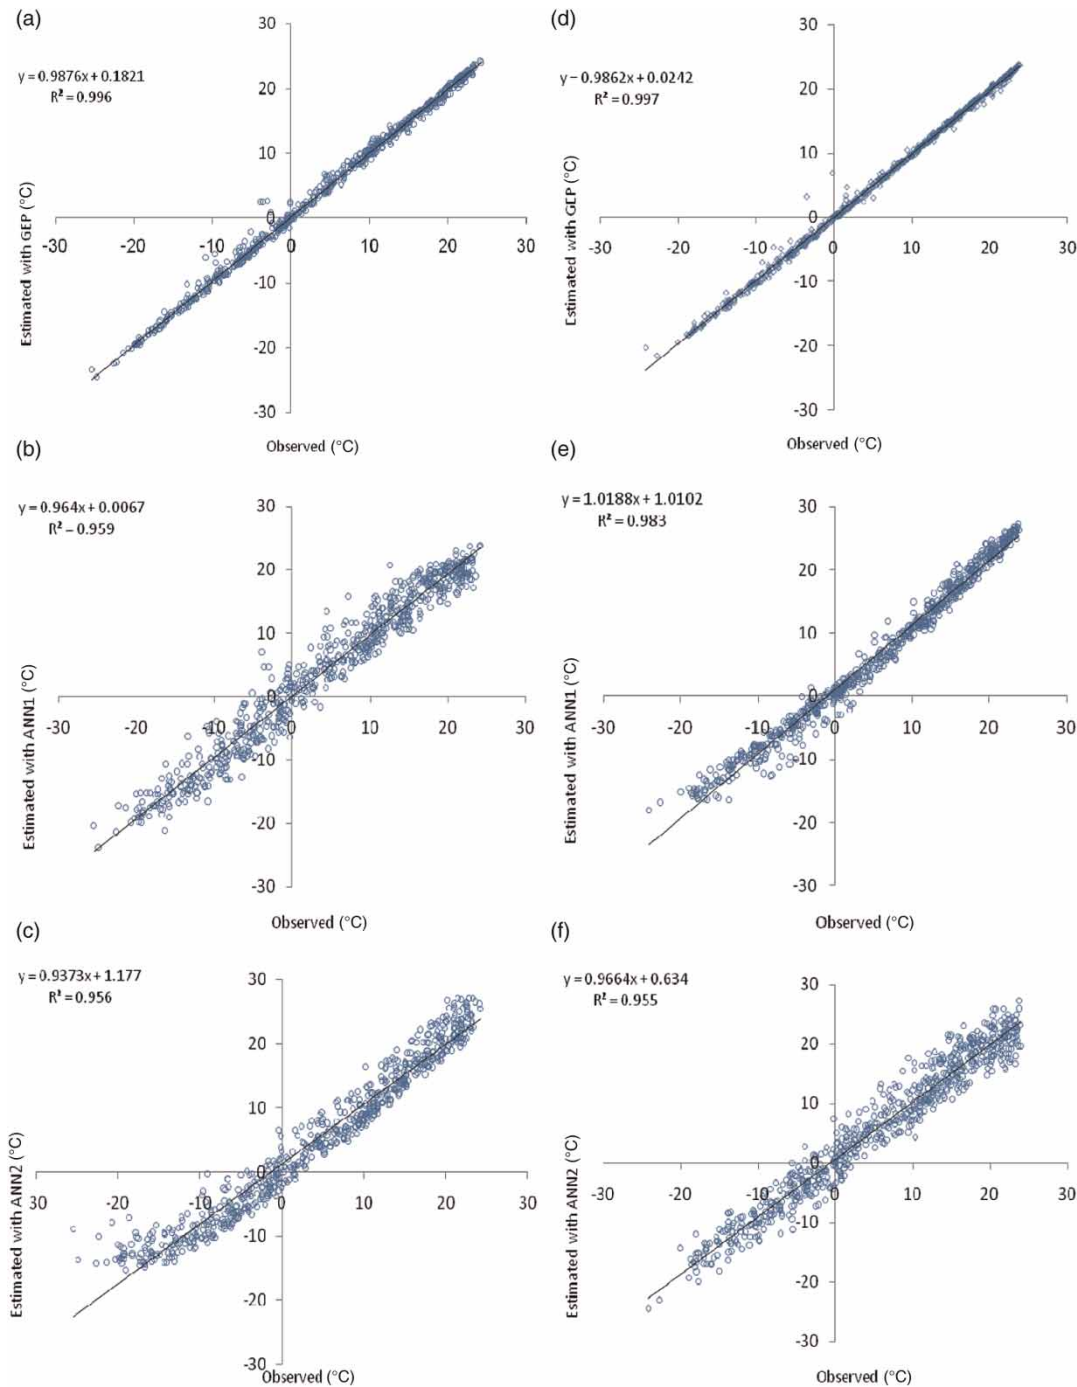 (a)
y = 0.9876x + 0.1821
R² = 0.996
Estimated with GEP (°C)
30
20
10
0
-10
-20
-30
-30
-20
-10
0
10
20
30
Observed (°C)
(d)
y – 0.9862x + 0.0242
R² = 0.997
Estimated with GEP (°C)
30
20
10
0
-10
-20
-30
-30
-20
-10
0
10
20
30
Observed (°C)
(b)
y = 0.964x + 0.0067
R² – 0.959
Estimated with ANN1 (°C)
30
20
10
0
-10
-20
-30
30
-20
-10
0
10
20
30
Observed (°C)
(e)
y = 1.0188x + 1.0102
R² = 0.983
Estimated with ANN1 (°C)
30
20
10
0
-10
-20
-30
30
-20
-10
0
10
20
30
Observed (°C)
(c)
y = 0.9373x + 1.177
R² = 0.956
Estimated with ANN2 (°C)
30
20
10
0
-10
-20
-30
30
-20
-10
0
10
20
30
Observed (°C)
(f)
y = 0.9664x + 0.634
R² = 0.955
Estimated with ANN2 (°C)
30
20
10
0
-10
-20
-30
-30
-20
-10
0
10
20
30
Observed (°C)